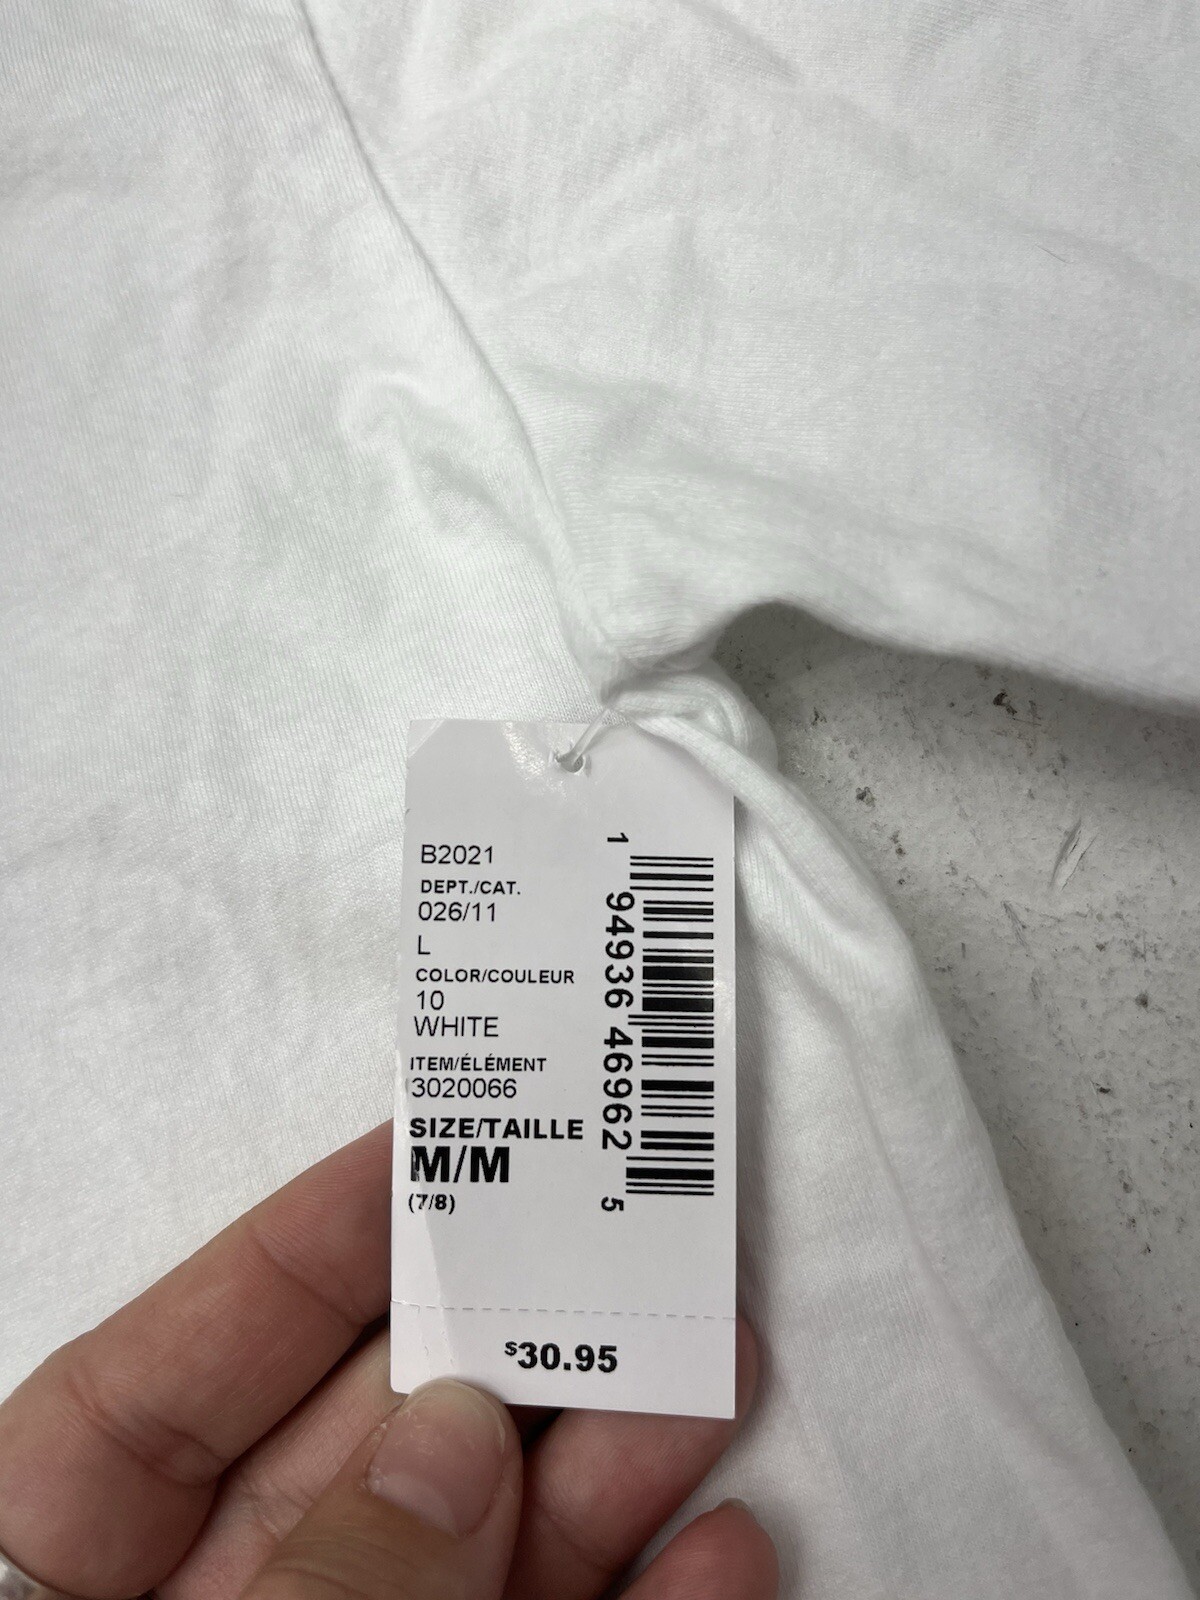 B2021
DEPT./CAT.
026/11
L
COLOR/COULEUR
10
WHITE
ITEM/ÉLÉMENT
3020066
SIZE/TAILLE
M/M
(7/8)
1 94936 46962 5
$30.95